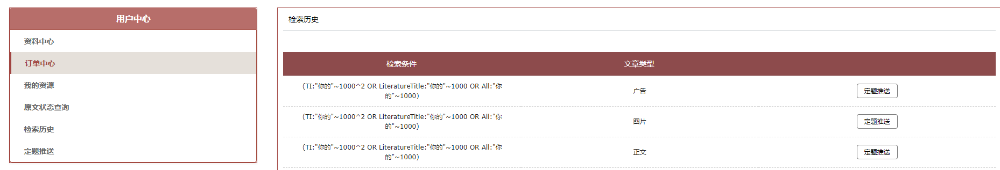 用户中心
资料中心
订单中心
我的资源
原文状态查询
检索历史
定题推送
检索历史
检索条件 文章类型
(TI:"你的"~1000^2 OR LiteratureTitle:"你的"~1000 OR All:"你
的"~1000)
广告
定题推送
(TI:"你的"~1000^2 OR LiteratureTitle:"你的"~1000 OR All:"你
的"~1000)
图片
定题推送
(TI:"你的"~1000^2 OR LiteratureTitle:"你的"~1000 OR All:"你
的"~1000)
正文
定题推送